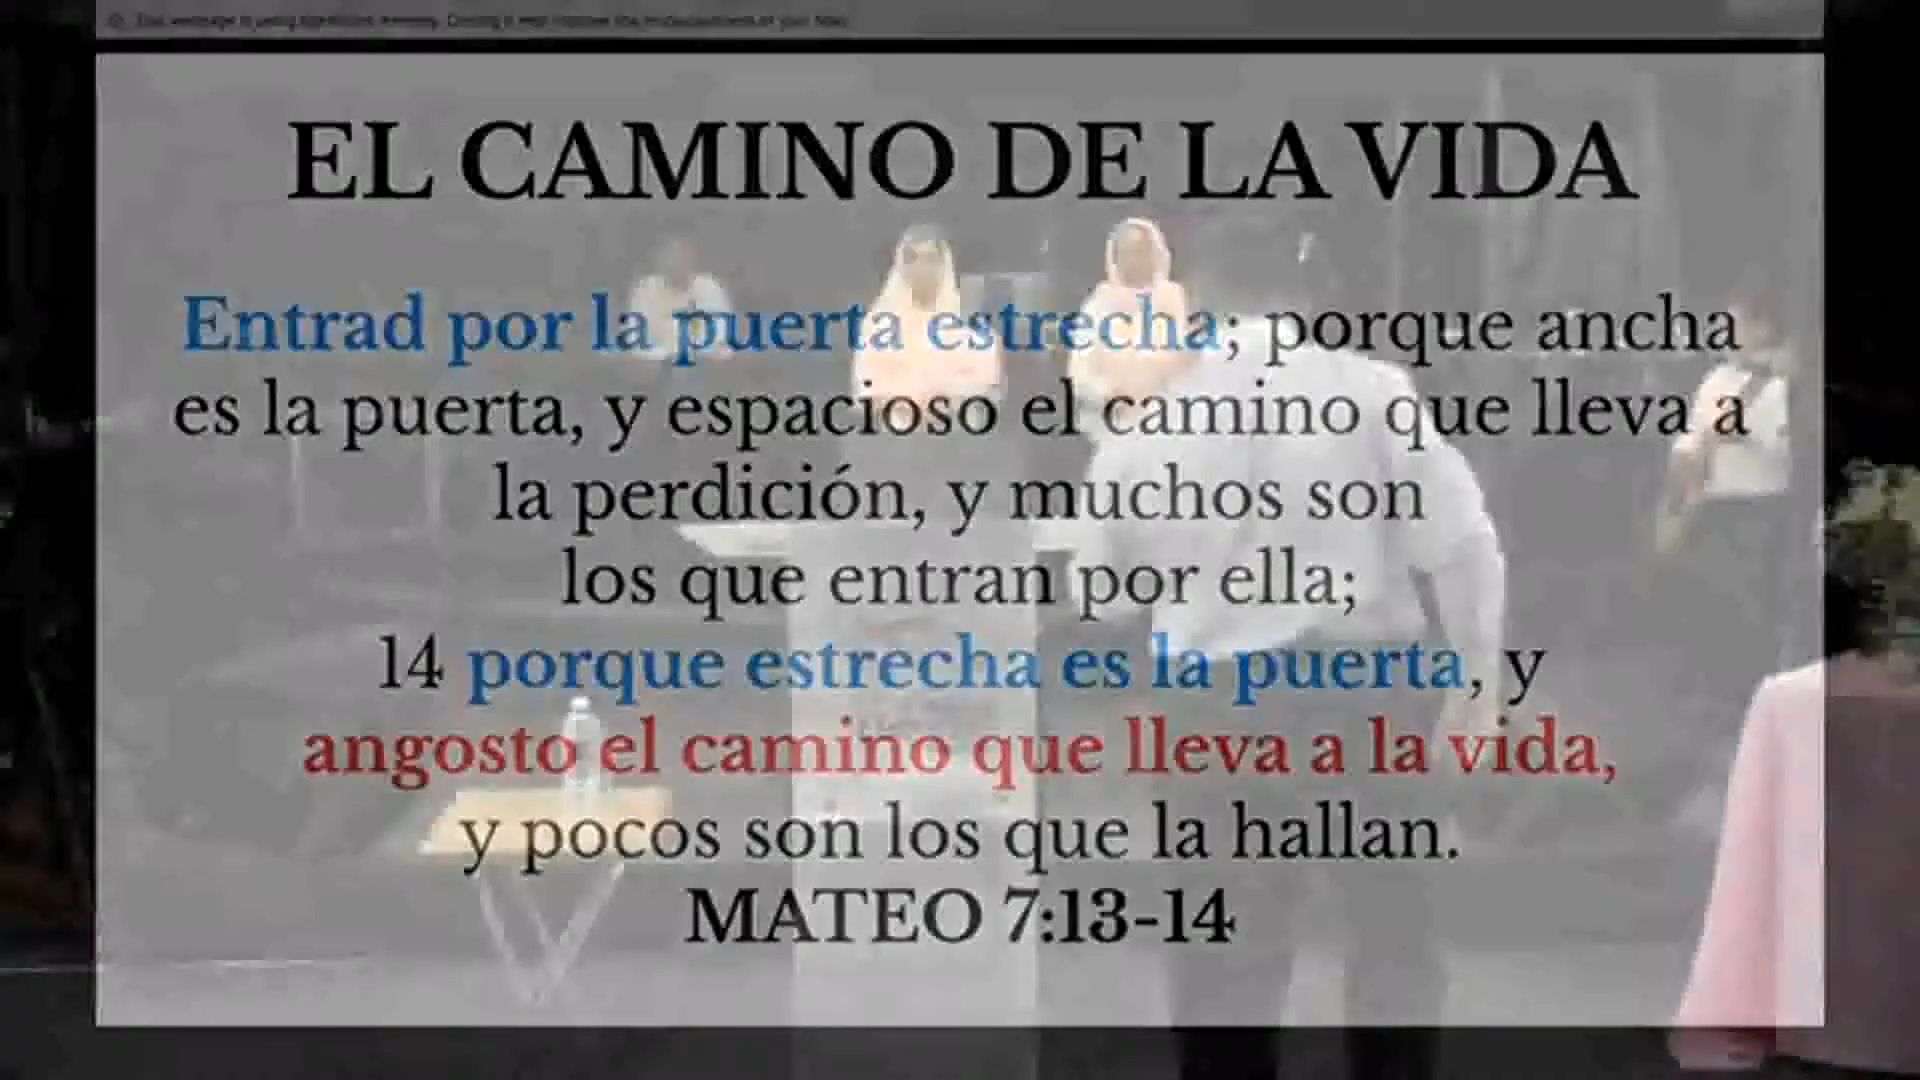 EL CAMINO DE LA VIDA
Entrad por la puerta estrecha; porque ancha
es la puerta, y espacioso el camino que lleva a
la perdición, y muchos son
los que entran por ella;
14 porque estrecha es la puerta, y
angosto el camino que lleva a la vida,
y pocos son los que la hallan.
MATEO 7:13-14